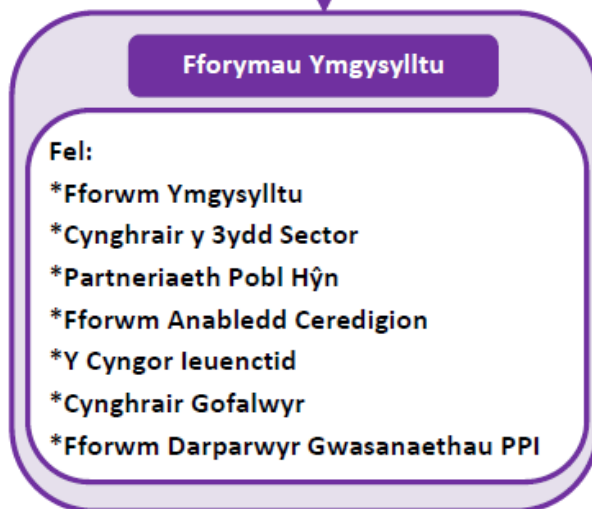 Fforymau Ymgysylltu
Fel:
*Fforwm Ymgysylltu
*Cynghrair y 3ydd Sector
*Partneriaeth Pobl Hŷn
*Fforwm Anabledd Ceredigion
*Y Cyngor Ieuenctid
*Cynghrair Gofalwyr
*Fforwm Darparwyr Gwasanaethau PPI